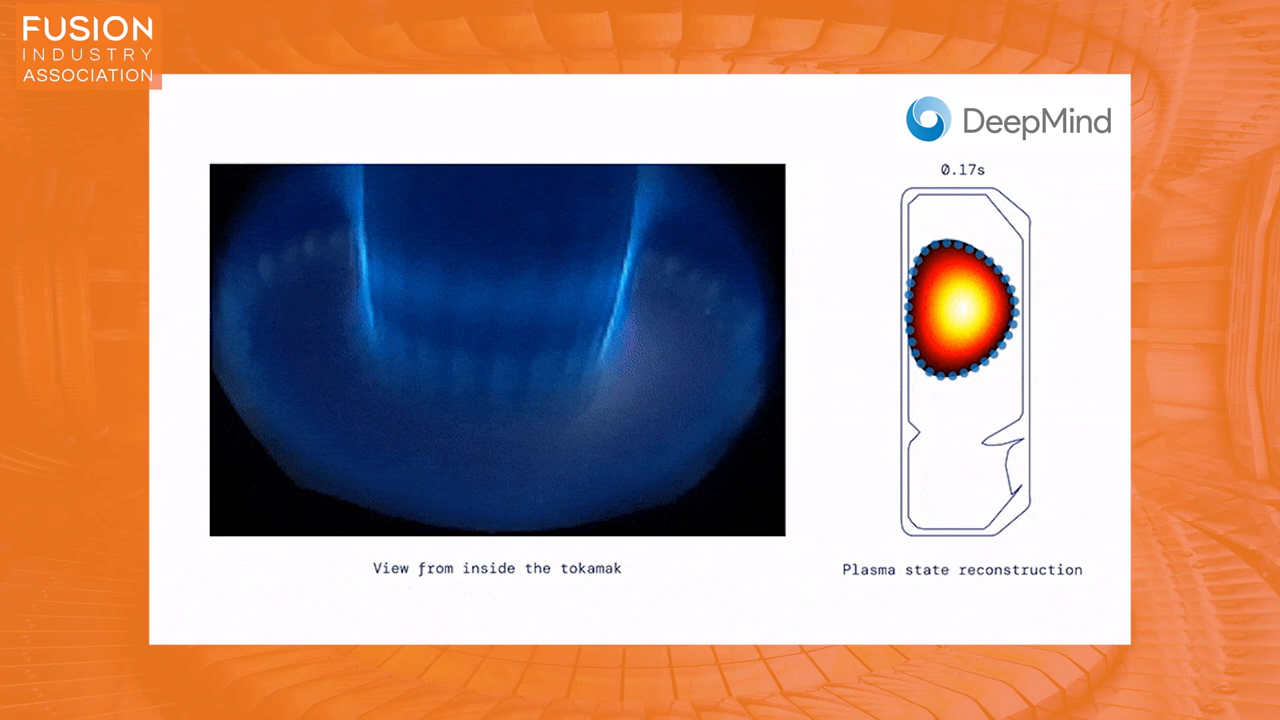 FUSION
INDUSTRY
ASSOCIATION
DeepMind
0.17s
View from inside the tokamak
Plasma state reconstruction